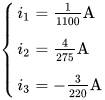 i₁ = 1/1100 A
i₂ = 4/275 A
i₃ = −3/220 A